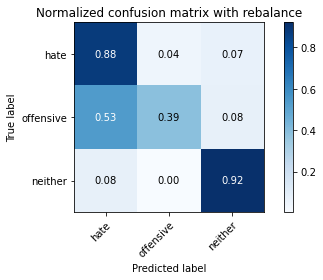 Normalized confusion matrix with rebalance
True label
hate 0.88 0.04 0.07
offensive 0.53 0.39 0.08
neither 0.08 0.00 0.92
hate offensive neither
Predicted label
0.8
0.6
0.4
0.2